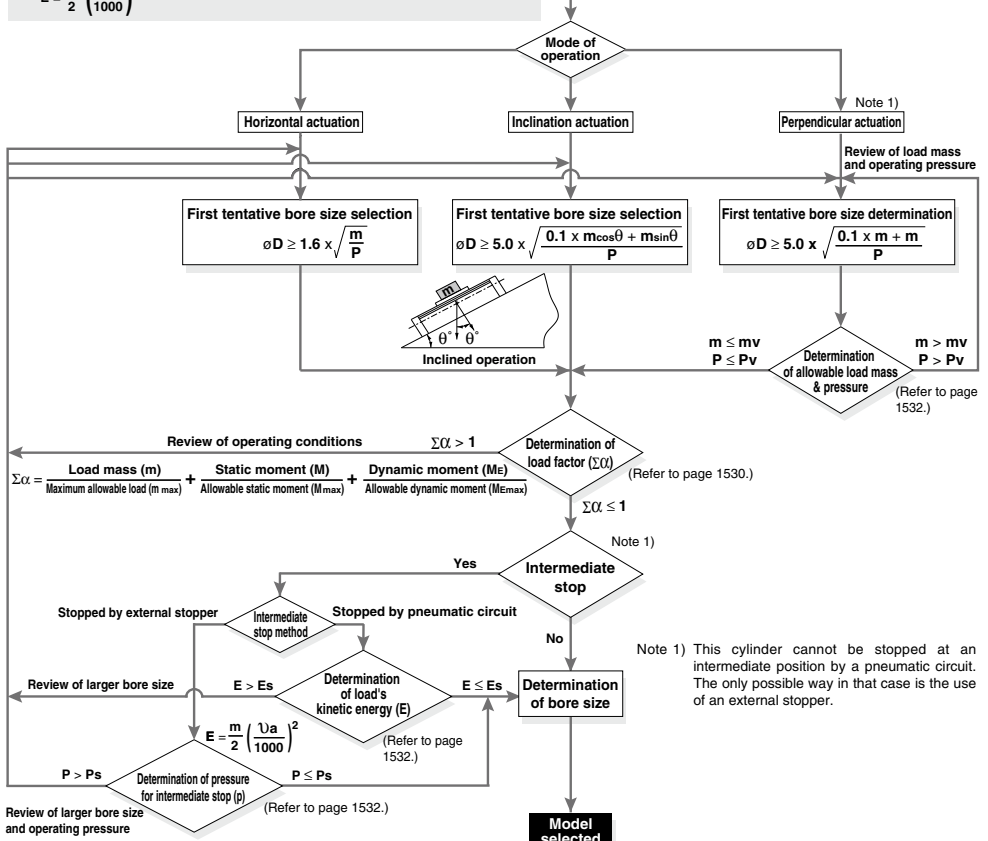 E = m/2 (υa/1000)²
Mode of
operation
Note 1)
Horizontal actuation
Inclination actuation
Perpendicular actuation
Review of load mass
and operating pressure
First tentative bore size selection
øD ≥ 1.6 x √(m/P)
First tentative bore size selection
øD ≥ 5.0 x √((0.1 x mcosθ + msinθ)/P)
First tentative bore size determination
øD ≥ 5.0 x √((0.1 x m + m)/P)
m
θ° θ°
Inclined operation
m ≤ mv
P ≤ Pv
Determination
of allowable load mass
& pressure
m > mv
P > Pv
(Refer to page
1532.)
Review of operating conditions
Σα > 1
Determination of
load factor (Σα)
(Refer to page 1530.)
Σα = Load mass (m)/Maximum allowable load (m max) + Static moment (M)/Allowable static moment (Mmax) + Dynamic moment (ME)/Allowable dynamic moment (MEmax)
Σα ≤ 1
Note 1)
Yes
Intermediate
stop
Stopped by external stopper
Intermediate
stop method
Stopped by pneumatic circuit
No
Note 1) This cylinder cannot be stopped at an
intermediate position by a pneumatic circuit.
The only possible way in that case is the use
of an external stopper.
Review of larger bore size
E > Es
Determination
of load's
kinetic energy (E)
E ≤ Es
Determination
of bore size
E = m/2 (υa/1000)²
(Refer to page
1532.)
P > Ps
Determination of pressure
for intermediate stop (p)
P ≤ Ps
(Refer to page 1532.)
Review of larger bore size
and operating pressure
Model
selected